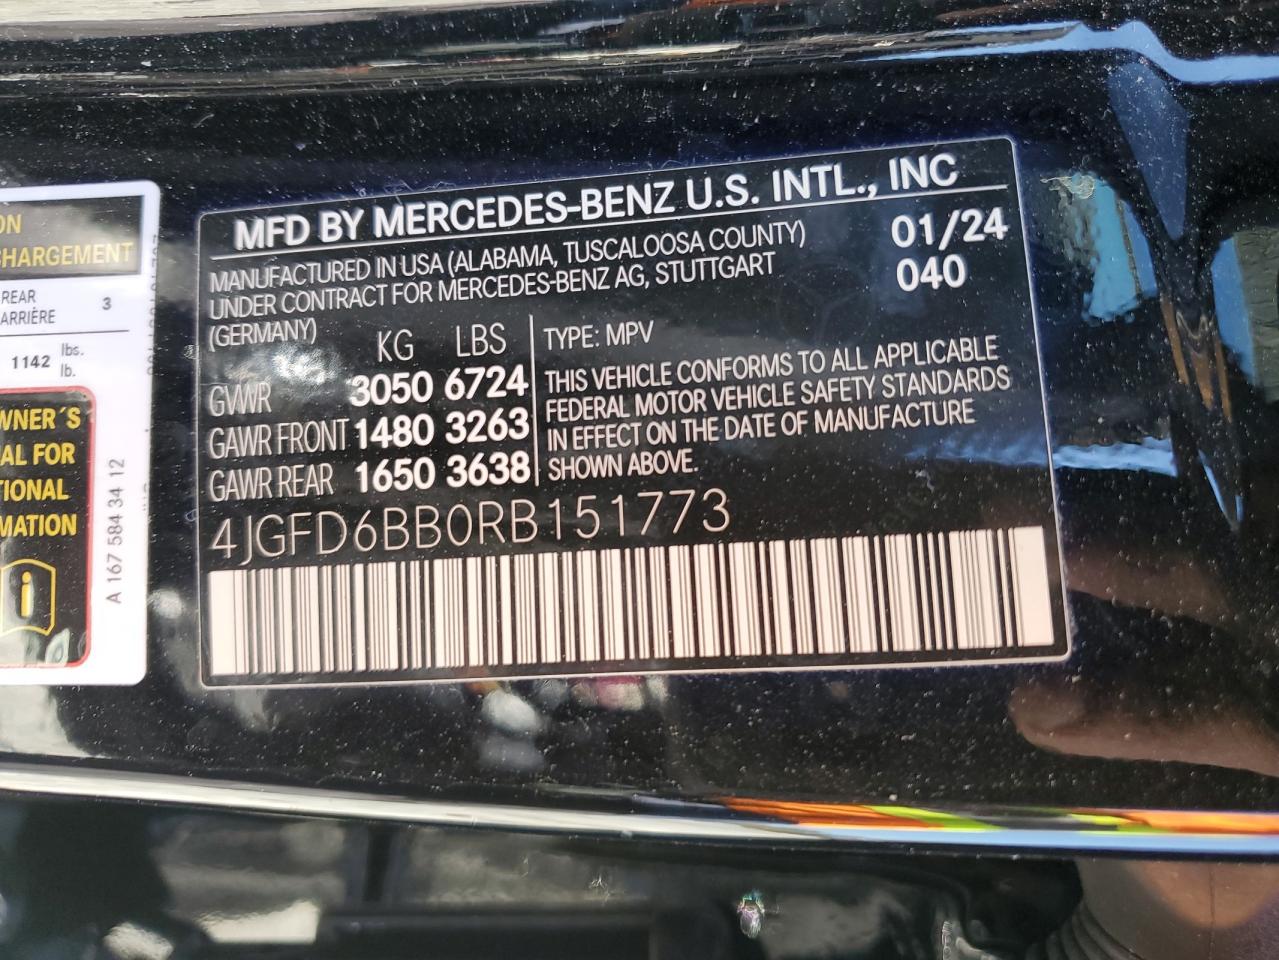 MFD BY MERCEDES-BENZ U.S. INTL., INC
MANUFACTURED IN USA (ALABAMA, TUSCALOOSA COUNTY) 01/24
UNDER CONTRACT FOR MERCEDES-BENZ AG, STUTTGART 040
(GERMANY)
KG LBS
GVWR 3050 6724
GAWR FRONT 1480 3263
GAWR REAR 1650 3638
TYPE: MPV
THIS VEHICLE CONFORMS TO ALL APPLICABLE
FEDERAL MOTOR VEHICLE SAFETY STANDARDS
IN EFFECT ON THE DATE OF MANUFACTURE
SHOWN ABOVE.
4JGFD6BB0RB151773
ON
CHARGEMENT
REAR 3
ARRIÈRE
1142 lbs.
lb.
WNER´S
AL FOR
TIONAL
MATION
i
A 167 584 34 12